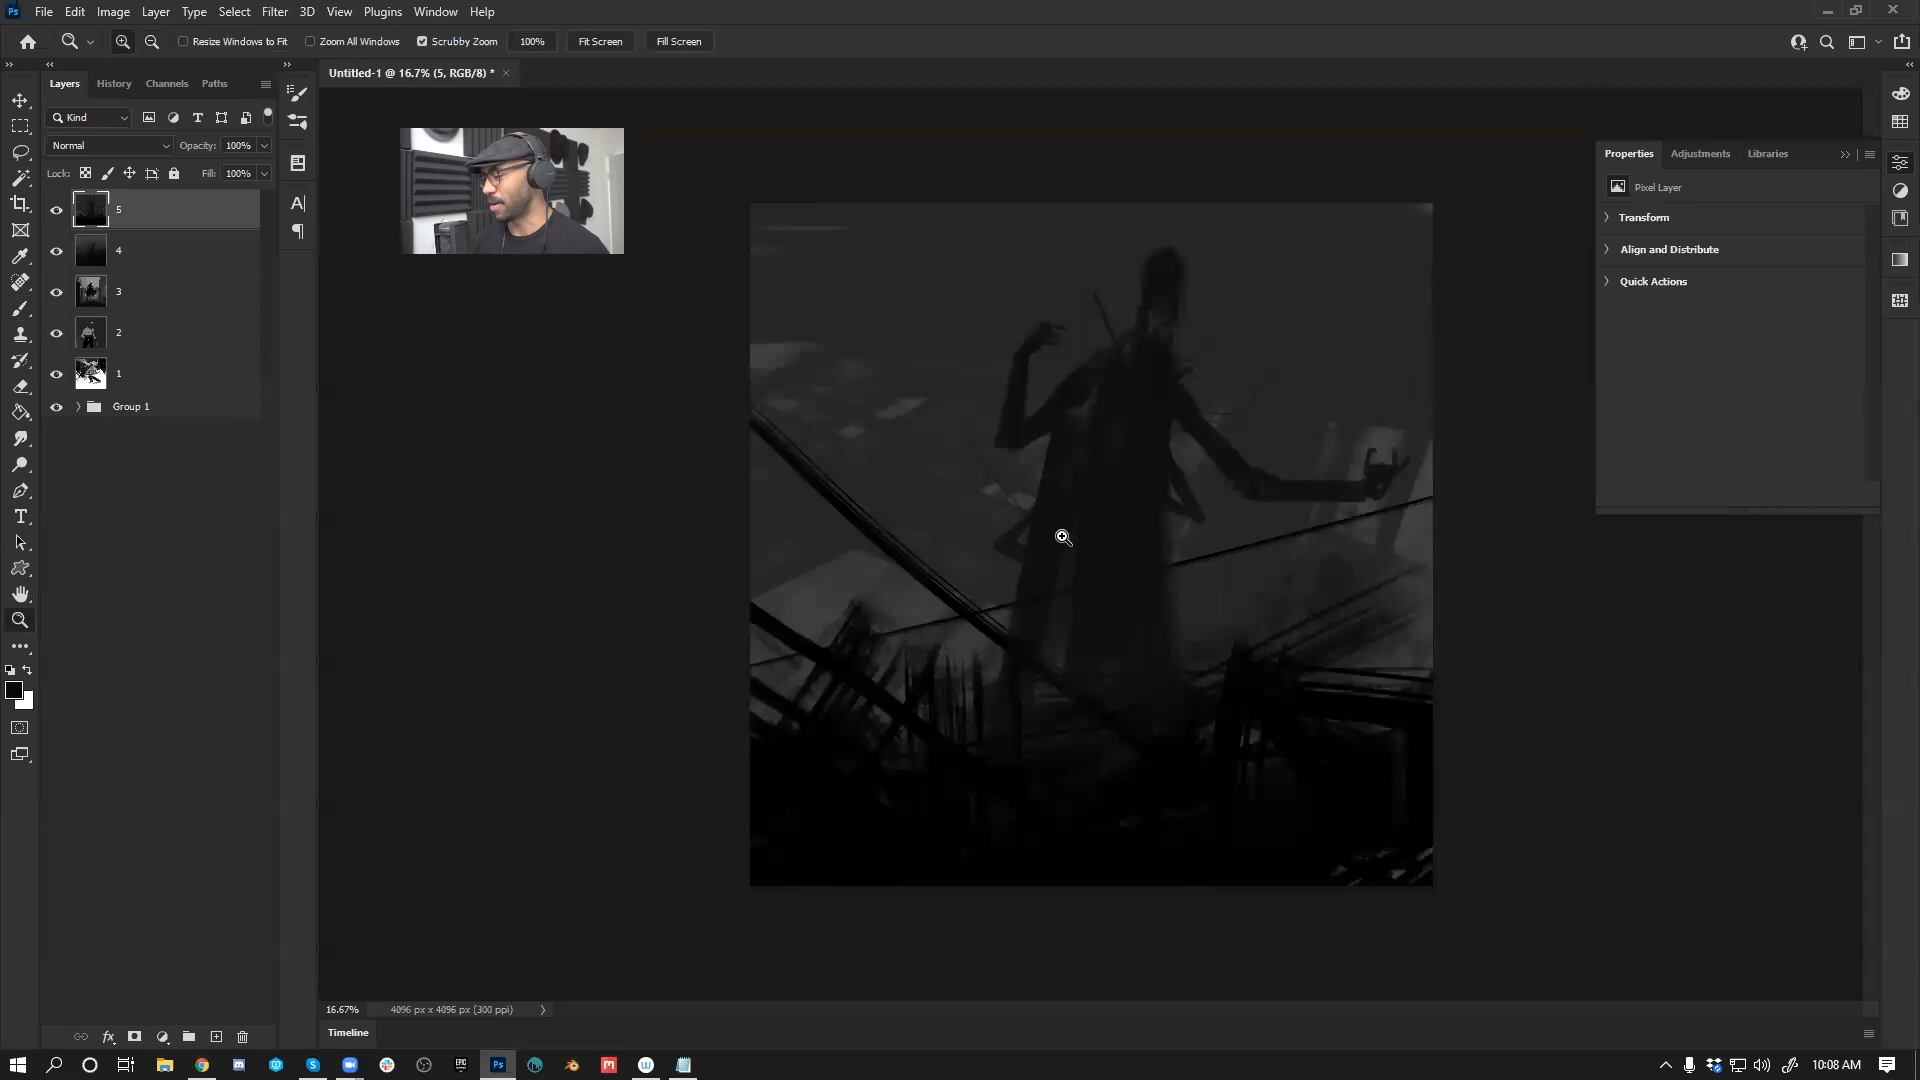 Ps File Edit Image Layer Type Select Filter 3D View Plugins Window Help
Resize Windows to Fit Zoom All Windows Scrubby Zoom 100% Fit Screen Fill Screen
Untitled-1 @ 16.7% (5, RGB/8) *
Layers History Channels Paths
Kind
Normal Opacity: 100%
Lock: Fill: 100%
5
4
3
2
1
Group 1
Properties Adjustments Libraries
Pixel Layer
Transform
Align and Distribute
Quick Actions
16.67% 4096 px x 4096 px (300 ppi)
Timeline
EPIC
Ps
10:08 AM